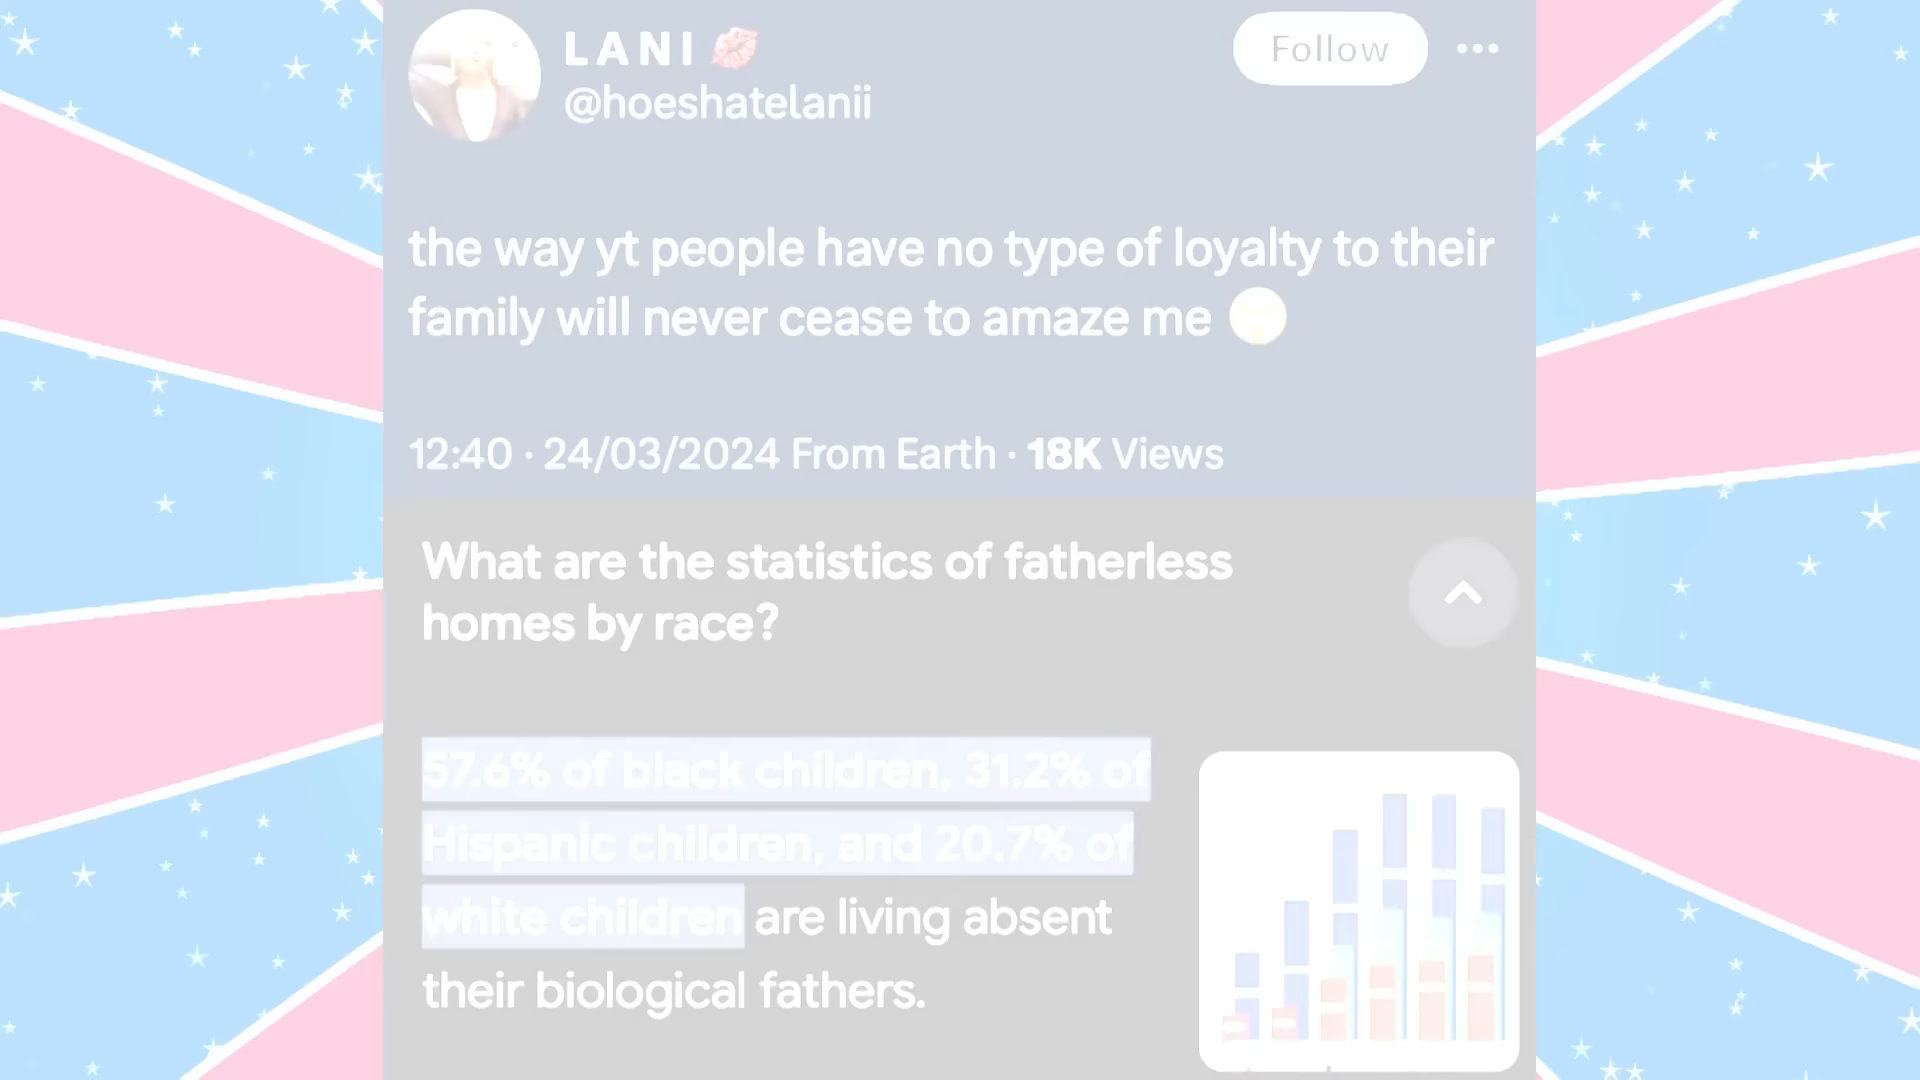 LANI 💋
@hoeshatelanii
Follow
the way yt people have no type of loyalty to their
family will never cease to amaze me
12:40 · 24/03/2024 From Earth · 18K Views
What are the statistics of fatherless
homes by race?
57.6% of black children, 31.2% of
Hispanic children, and 20.7% of
white children are living absent
their biological fathers.